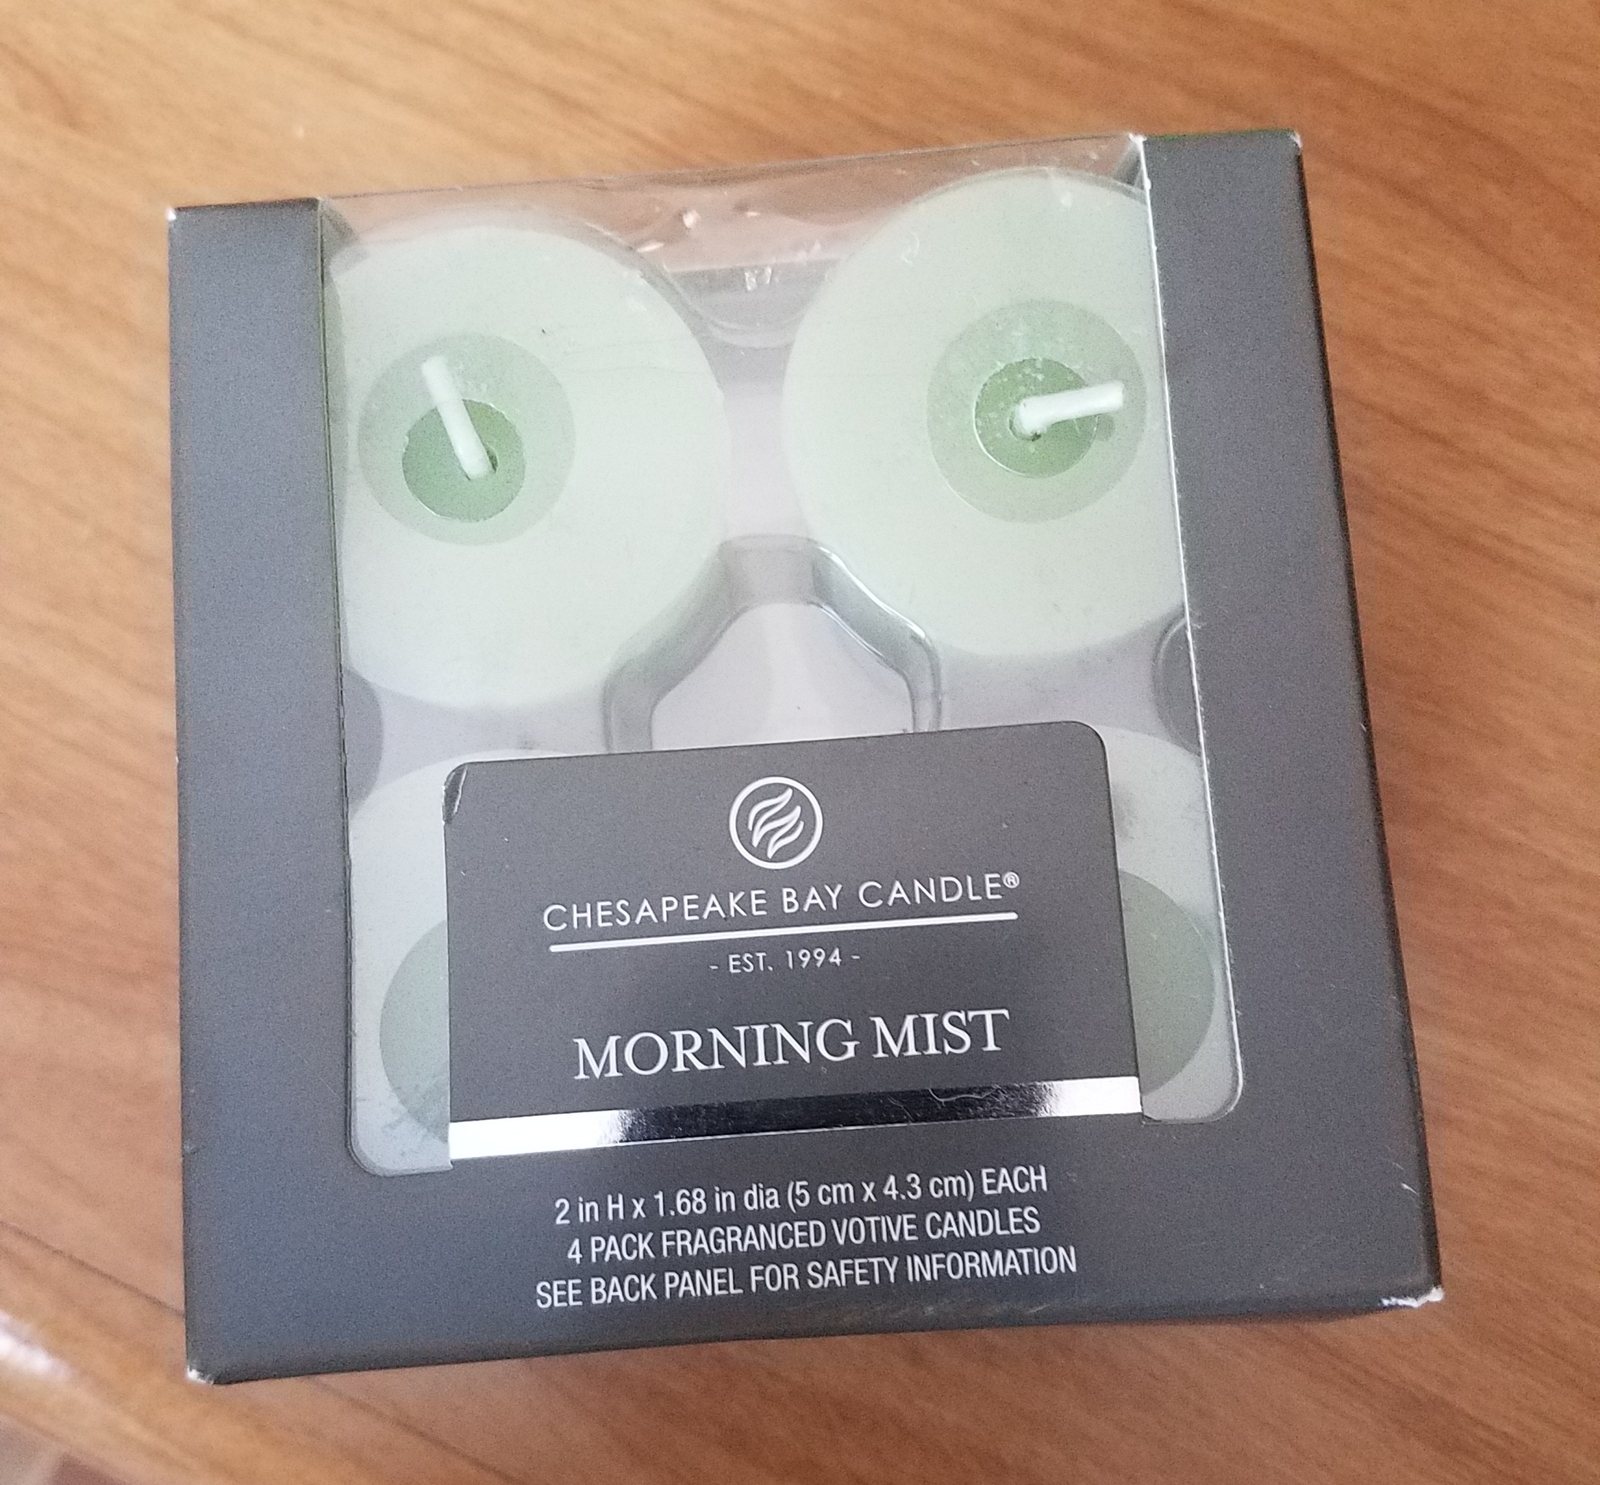 CHESAPEAKE BAY CANDLE®
- EST. 1994 -
MORNING MIST
2 in H x 1.68 in dia (5 cm x 4.3 cm) EACH
4 PACK FRAGRANCED VOTIVE CANDLES
SEE BACK PANEL FOR SAFETY INFORMATION